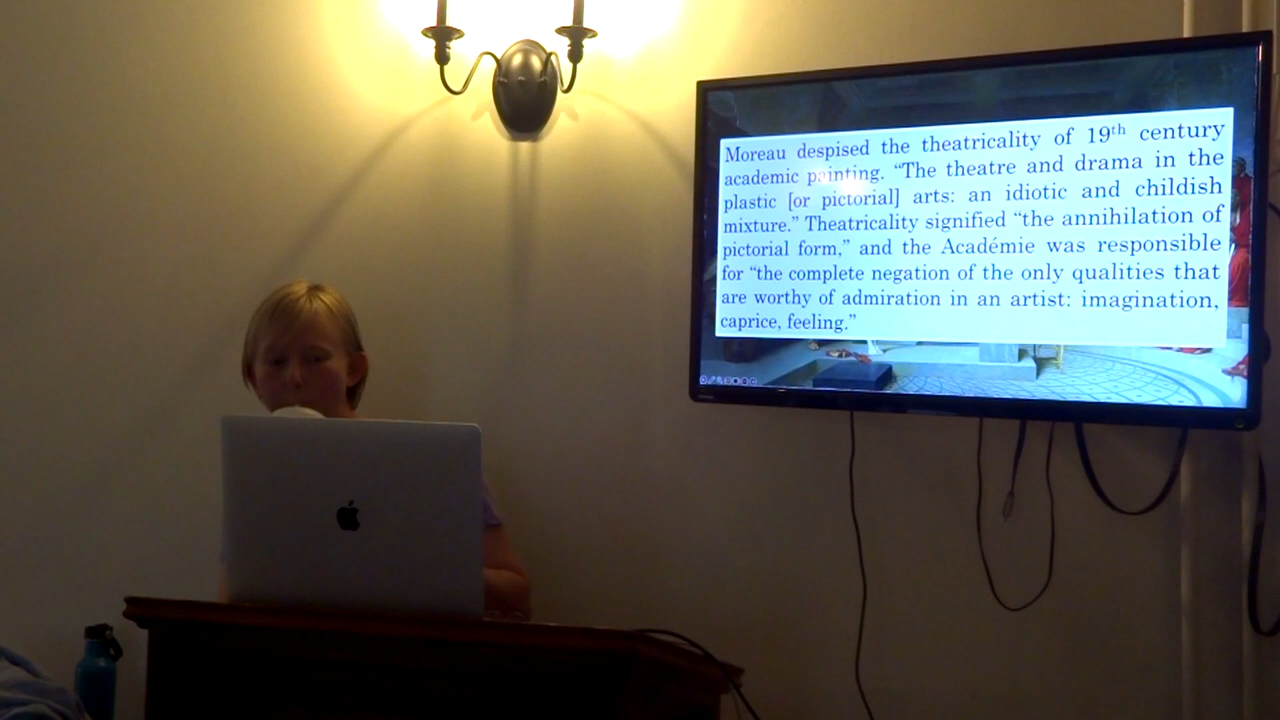 Moreau despised the theatricality of 19th century
academic painting. “The theatre and drama in the
plastic [or pictorial] arts: an idiotic and childish
mixture.” Theatricality signified “the annihilation of
pictorial form,” and the Académie was responsible
for “the complete negation of the only qualities that
are worthy of admiration in an artist: imagination,
caprice, feeling.”